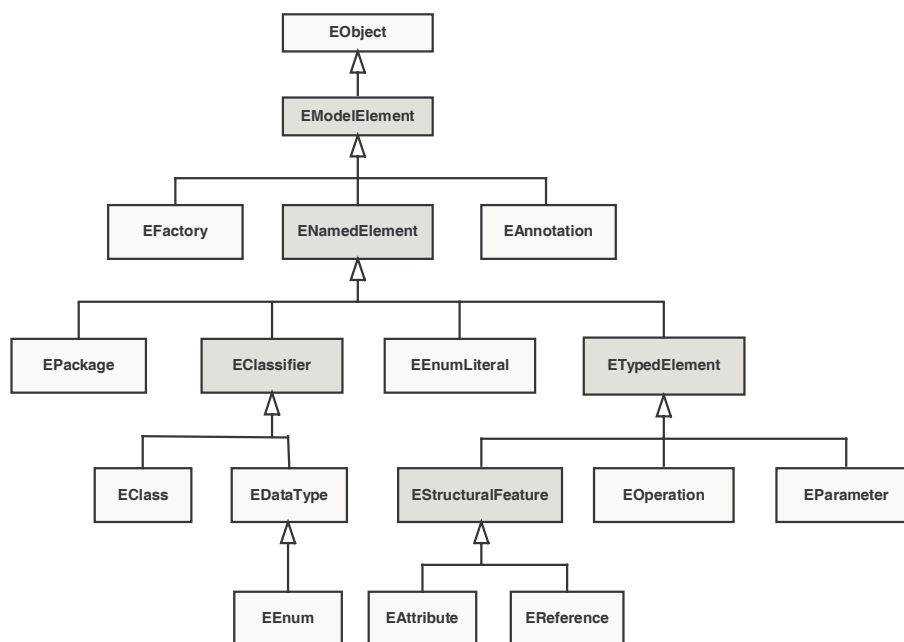 EObject
EModelElement
EFactory
ENamedElement
EAnnotation
EPackage
EClassifier
EEnumLiteral
ETypedElement
EClass
EDataType
EStructuralFeature
EOperation
EParameter
EEnum
EAttribute
EReference